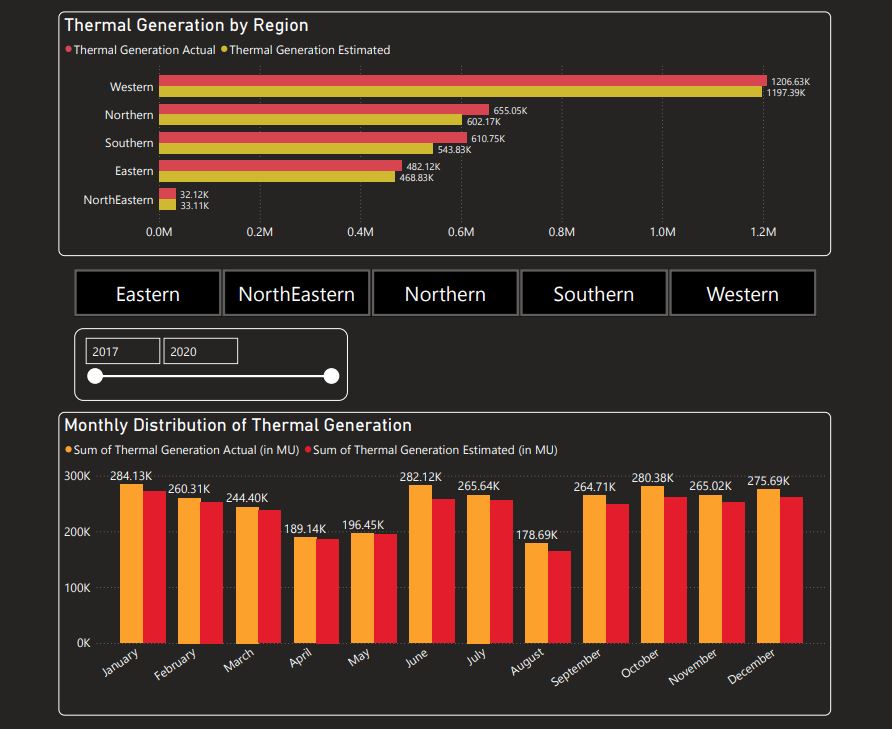 Thermal Generation by Region
Thermal Generation Actual Thermal Generation Estimated
Western 1206.63K
1197.39K
Northern 655.05K
602.17K
Southern 610.75K
543.83K
Eastern 482.12K
468.83K
NorthEastern 32.12K
33.11K
0.0M 0.2M 0.4M 0.6M 0.8M 1.0M 1.2M
Eastern NorthEastern Northern Southern Western
2017 2020
Monthly Distribution of Thermal Generation
Sum of Thermal Generation Actual (in MU) Sum of Thermal Generation Estimated (in MU)
300K
200K
100K
0K
284.13K 260.31K 244.40K 189.14K 196.45K 282.12K 265.64K 178.69K 264.71K 280.38K 265.02K 275.69K
January February March April May June July August September October November December